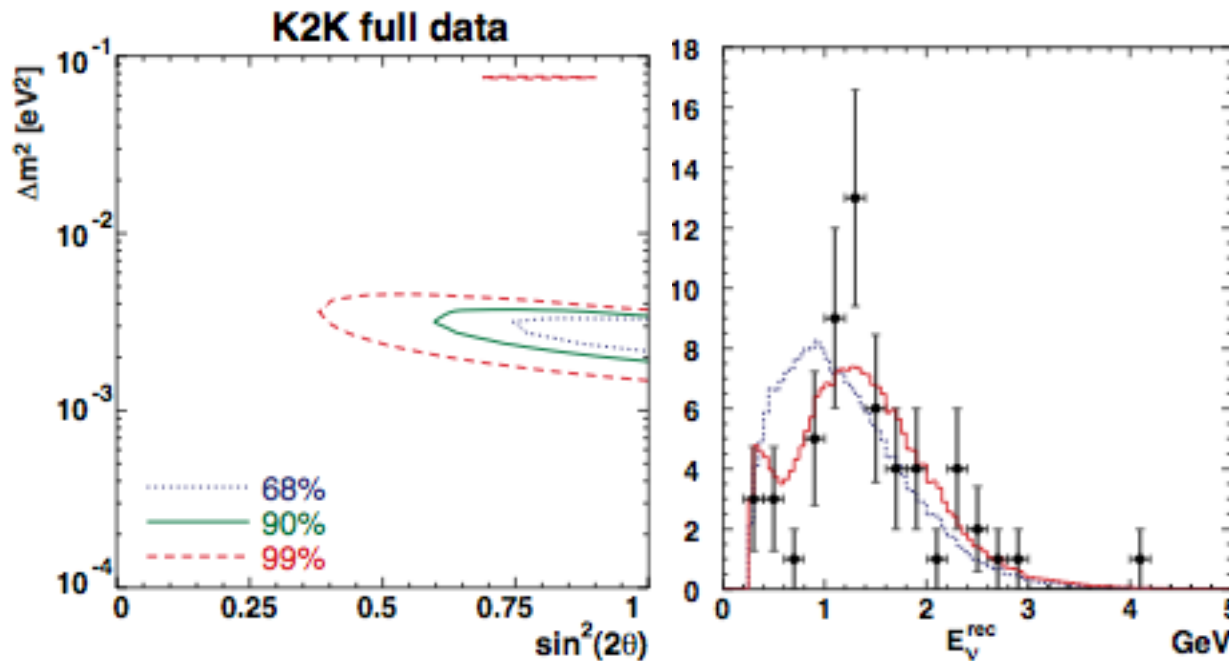 K2K full data
Δm² [eV²]
10⁻¹
10⁻²
10⁻³
10⁻⁴
68%
90%
99%
0 0.25 0.5 0.75 1
sin²(2θ)
18
16
14
12
10
8
6
4
2
0
0 1 2 3 4 5
E_ν^rec
GeV